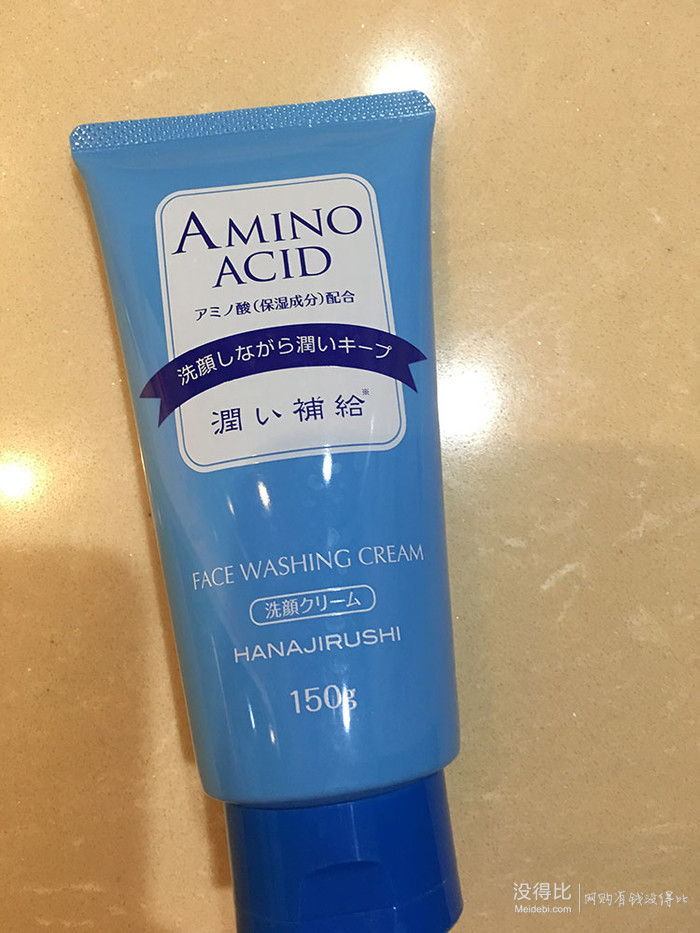 AMINO
ACID
アミノ酸(保湿成分)配合
洗顔しながら潤いキープ
潤い補給※
FACE WASHING CREAM
洗顔クリーム
HANAJIRUSHI
150g
没得比 网购有钱没得比
Meidebi.com